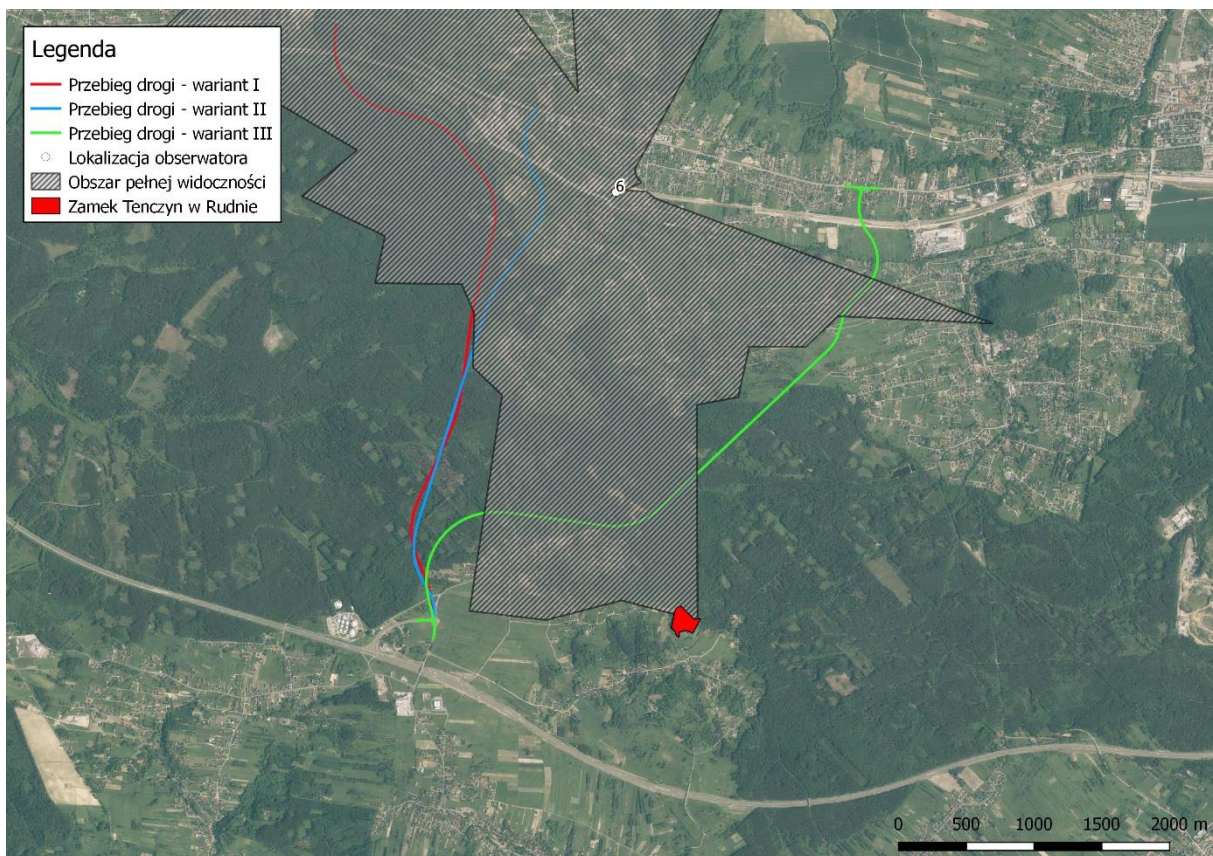 Legenda
Przebieg drogi - wariant I
Przebieg drogi - wariant II
Przebieg drogi - wariant III
Lokalizacja obserwatora
Obszar pełnej widoczności
Zamek Tenczyn w Rudnie
6
0 500 1000 1500 2000 m